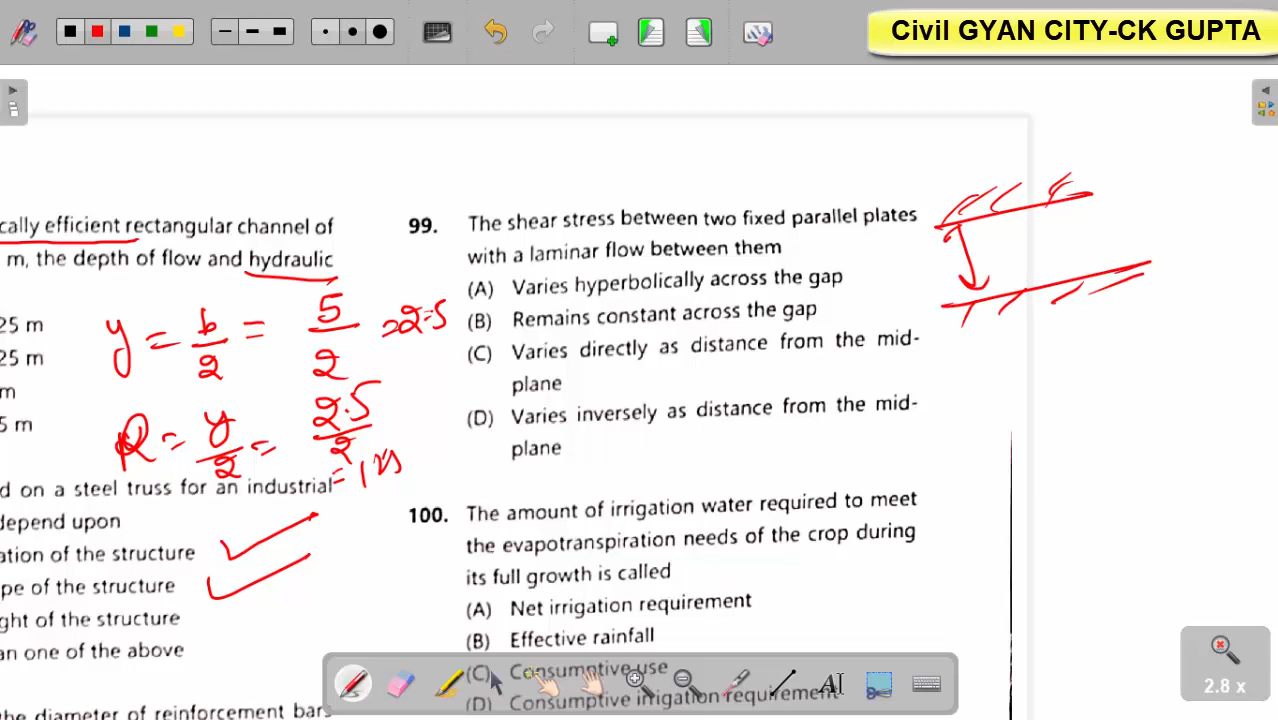 Civil GYAN CITY-CK GUPTA
cally efficient rectangular channel of
m, the depth of flow and hydraulic
25 m
25 m
m
5 m
y = b/2 = 5/2 = 2.5
R = y/2 = 2.5/2
= 1.25
d on a steel truss for an industrial
depend upon
ation of the structure
pe of the structure
ght of the structure
an one of the above
the diameter of reinforcement bars
99. The shear stress between two fixed parallel plates
with a laminar flow between them
(A) Varies hyperbolically across the gap
(B) Remains constant across the gap
(C) Varies directly as distance from the mid-
plane
(D) Varies inversely as distance from the mid-
plane
100. The amount of irrigation water required to meet
the evapotranspiration needs of the crop during
its full growth is called
(A) Net irrigation requirement
(B) Effective rainfall
(C) Consumptive use
(D) Consumptive irrigation requirement
AI
2.8 x